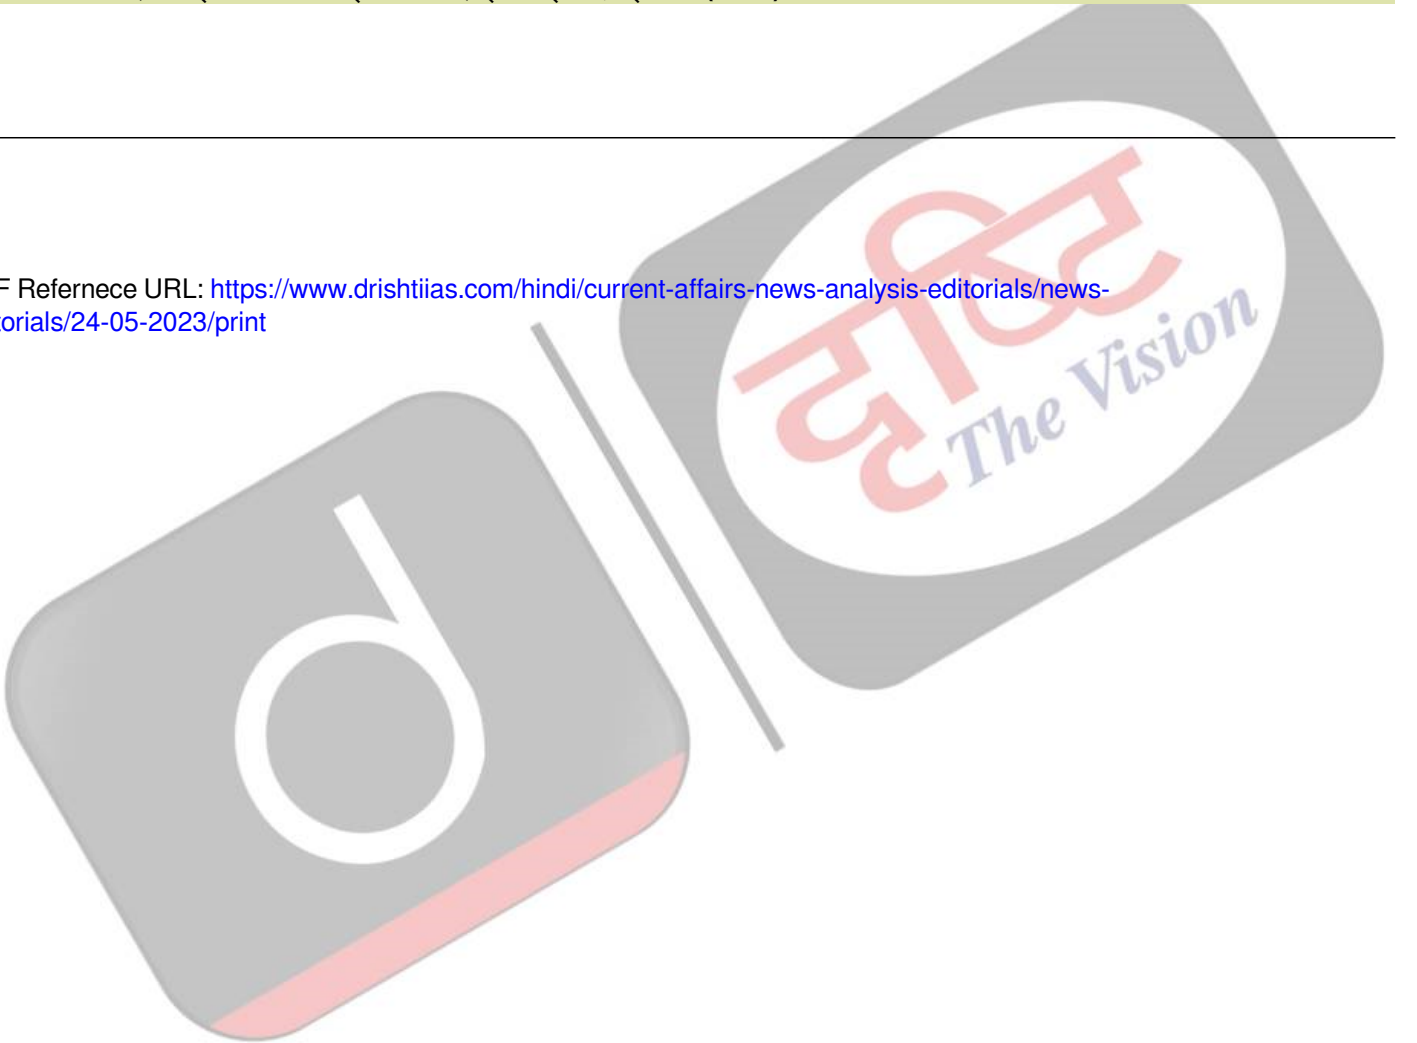 F Refernece URL: https://www.drishtiias.com/hindi/current-affairs-news-analysis-editorials/news-
torials/24-05-2023/print
दृष्टि
The Vision
d